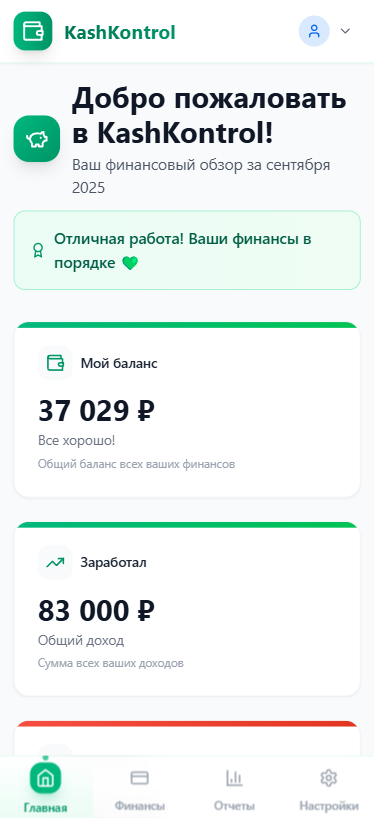 KashKontrol
Добро пожаловать
в KashKontrol!
Ваш финансовый обзор за сентября
2025
Отличная работа! Ваши финансы в
порядке 💚
Мой баланс
37 029 ₽
Все хорошо!
Общий баланс всех ваших финансов
Заработал
83 000 ₽
Общий доход
Сумма всех ваших доходов
Главная
Финансы
Отчеты
Настройки